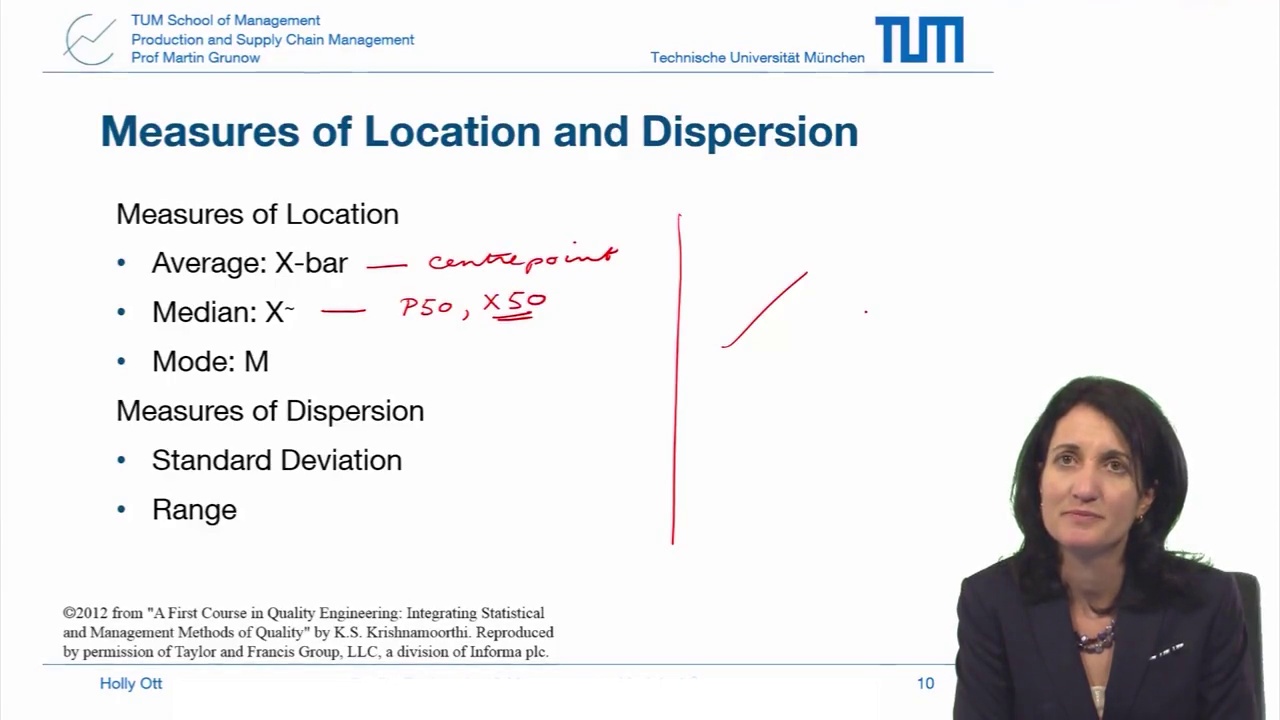 TUM School of Management
Production and Supply Chain Management
Prof Martin Grunow
Technische Universität München
TUM
Measures of Location and Dispersion
Measures of Location
• Average: X-bar — centrepoint
• Median: X~ — P50, X50
• Mode: M
Measures of Dispersion
• Standard Deviation
• Range
©2012 from "A First Course in Quality Engineering: Integrating Statistical
and Management Methods of Quality" by K.S. Krishnamoorthi. Reproduced
by permission of Taylor and Francis Group, LLC, a division of Informa plc.
Holly Ott
10